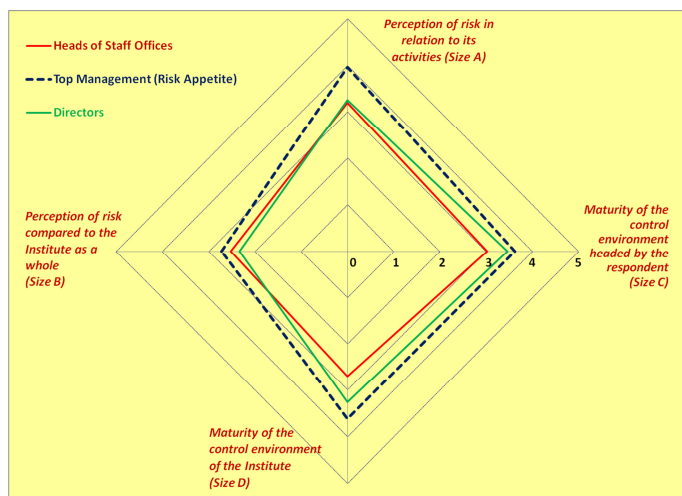 Heads of Staff Offices
Top Management (Risk Appetite)
Directors
Perception of risk in
relation to its
activities (Size A)
Perception of risk
compared to the
Institute as a
whole
(Size B)
Maturity of the
control
environment
headed by the
respondent
(Size C)
0 1 2 3 4 5
Maturity of the
control environment
of the Institute
(Size D)